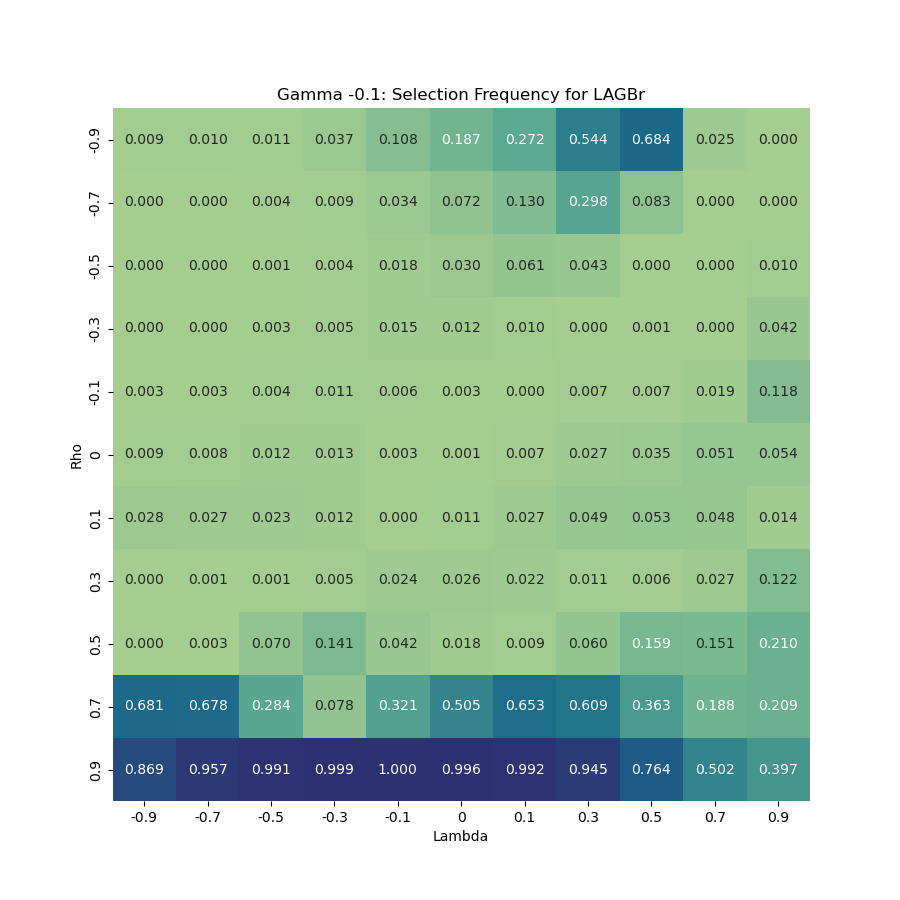 Gamma -0.1: Selection Frequency for LAGBr
-0.9 0.009 0.010 0.011 0.037 0.108 0.187 0.272 0.544 0.684 0.025 0.000
-0.7 0.000 0.000 0.004 0.009 0.034 0.072 0.130 0.298 0.083 0.000 0.000
-0.5 0.000 0.000 0.001 0.004 0.018 0.030 0.061 0.043 0.000 0.000 0.010
-0.3 0.000 0.000 0.003 0.005 0.015 0.012 0.010 0.000 0.001 0.000 0.042
-0.1 0.003 0.003 0.004 0.011 0.006 0.003 0.000 0.007 0.007 0.019 0.118
Rho
0 0.009 0.008 0.012 0.013 0.003 0.001 0.007 0.027 0.035 0.051 0.054
0.1 0.028 0.027 0.023 0.012 0.000 0.011 0.027 0.049 0.053 0.048 0.014
0.3 0.000 0.001 0.001 0.005 0.024 0.026 0.022 0.011 0.006 0.027 0.122
0.5 0.000 0.003 0.070 0.141 0.042 0.018 0.009 0.060 0.159 0.151 0.210
0.7 0.681 0.678 0.284 0.078 0.321 0.505 0.653 0.609 0.363 0.188 0.209
0.9 0.869 0.957 0.991 0.999 1.000 0.996 0.992 0.945 0.764 0.502 0.397
-0.9 -0.7 -0.5 -0.3 -0.1 0 0.1 0.3 0.5 0.7 0.9
Lambda